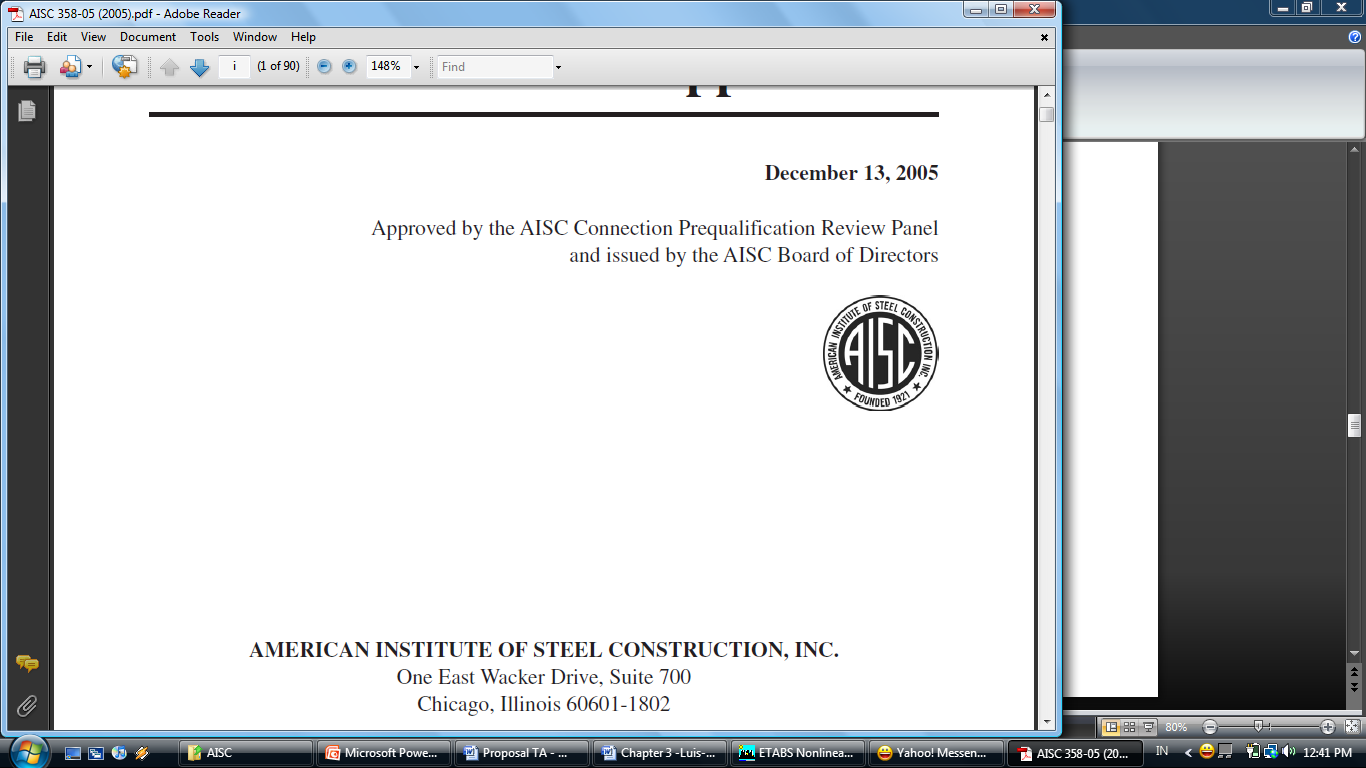 AISC 358-05 (2005).pdf - Adobe Reader
File Edit View Document Tools Window Help
i (1 of 90) 148% Find
December 13, 2005
Approved by the AISC Connection Prequalification Review Panel
and issued by the AISC Board of Directors
AMERICAN INSTITUTE OF STEEL CONSTRUCTION INC.
AISC
FOUNDED 1921
AMERICAN INSTITUTE OF STEEL CONSTRUCTION, INC.
One East Wacker Drive, Suite 700
Chicago, Illinois 60601-1802
80%
AISC Microsoft Powe... Proposal TA - ... Chapter 3 -Luis-... ETABS Nonlinea... Yahoo! Messen... AISC 358-05 (20... IN 12:41 PM